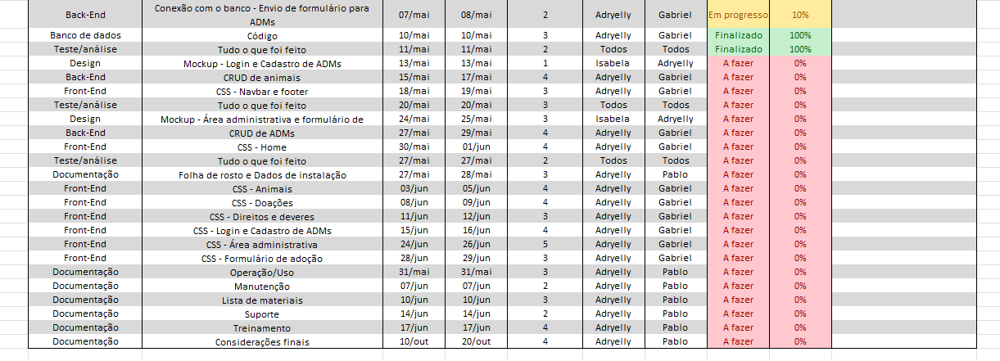 Back-End Conexão com o banco - Envio de formulário para ADMs 07/mai 08/mai 2 Adryelly Gabriel Em progresso 10%
Banco de dados Código 10/mai 10/mai 3 Adryelly Gabriel Finalizado 100%
Teste/análise Tudo o que foi feito 11/mai 11/mai 2 Todos Todos Finalizado 100%
Design Mockup - Login e Cadastro de ADMs 13/mai 13/mai 1 Isabela Adryelly A fazer 0%
Back-End CRUD de animais 15/mai 17/mai 4 Adryelly Gabriel A fazer 0%
Front-End CSS - Navbar e footer 18/mai 19/mai 3 Adryelly Gabriel A fazer 0%
Teste/análise Tudo o que foi feito 20/mai 20/mai 3 Todos Todos A fazer 0%
Design Mockup - Área administrativa e formulário de 24/mai 25/mai 3 Isabela Adryelly A fazer 0%
Back-End CRUD de ADMs 27/mai 29/mai 4 Adryelly Gabriel A fazer 0%
Front-End CSS - Home 30/mai 01/jun 4 Adryelly Gabriel A fazer 0%
Teste/análise Tudo o que foi feito 27/mai 27/mai 2 Todos Todos A fazer 0%
Documentação Folha de rosto e Dados de instalação 27/mai 28/mai 3 Adryelly Pablo A fazer 0%
Front-End CSS - Animais 03/jun 05/jun 4 Adryelly Gabriel A fazer 0%
Front-End CSS - Doações 08/jun 09/jun 4 Adryelly Gabriel A fazer 0%
Front-End CSS - Direitos e deveres 11/jun 12/jun 3 Adryelly Gabriel A fazer 0%
Front-End CSS - Login e Cadastro de ADMs 15/jun 16/jun 4 Adryelly Gabriel A fazer 0%
Front-End CSS - Área administrativa 24/jun 26/jun 5 Adryelly Gabriel A fazer 0%
Front-End CSS - Formulário de adoção 28/jun 29/jun 3 Adryelly Gabriel A fazer 0%
Documentação Operação/Uso 31/mai 31/mai 3 Adryelly Pablo A fazer 0%
Documentação Manutenção 07/jun 07/jun 2 Adryelly Pablo A fazer 0%
Documentação Lista de materiais 10/jun 10/jun 3 Adryelly Pablo A fazer 0%
Documentação Suporte 14/jun 14/jun 2 Adryelly Pablo A fazer 0%
Documentação Treinamento 17/jun 17/jun 4 Adryelly Pablo A fazer 0%
Documentação Considerações finais 10/out 20/out 4 Adryelly Pablo A fazer 0%